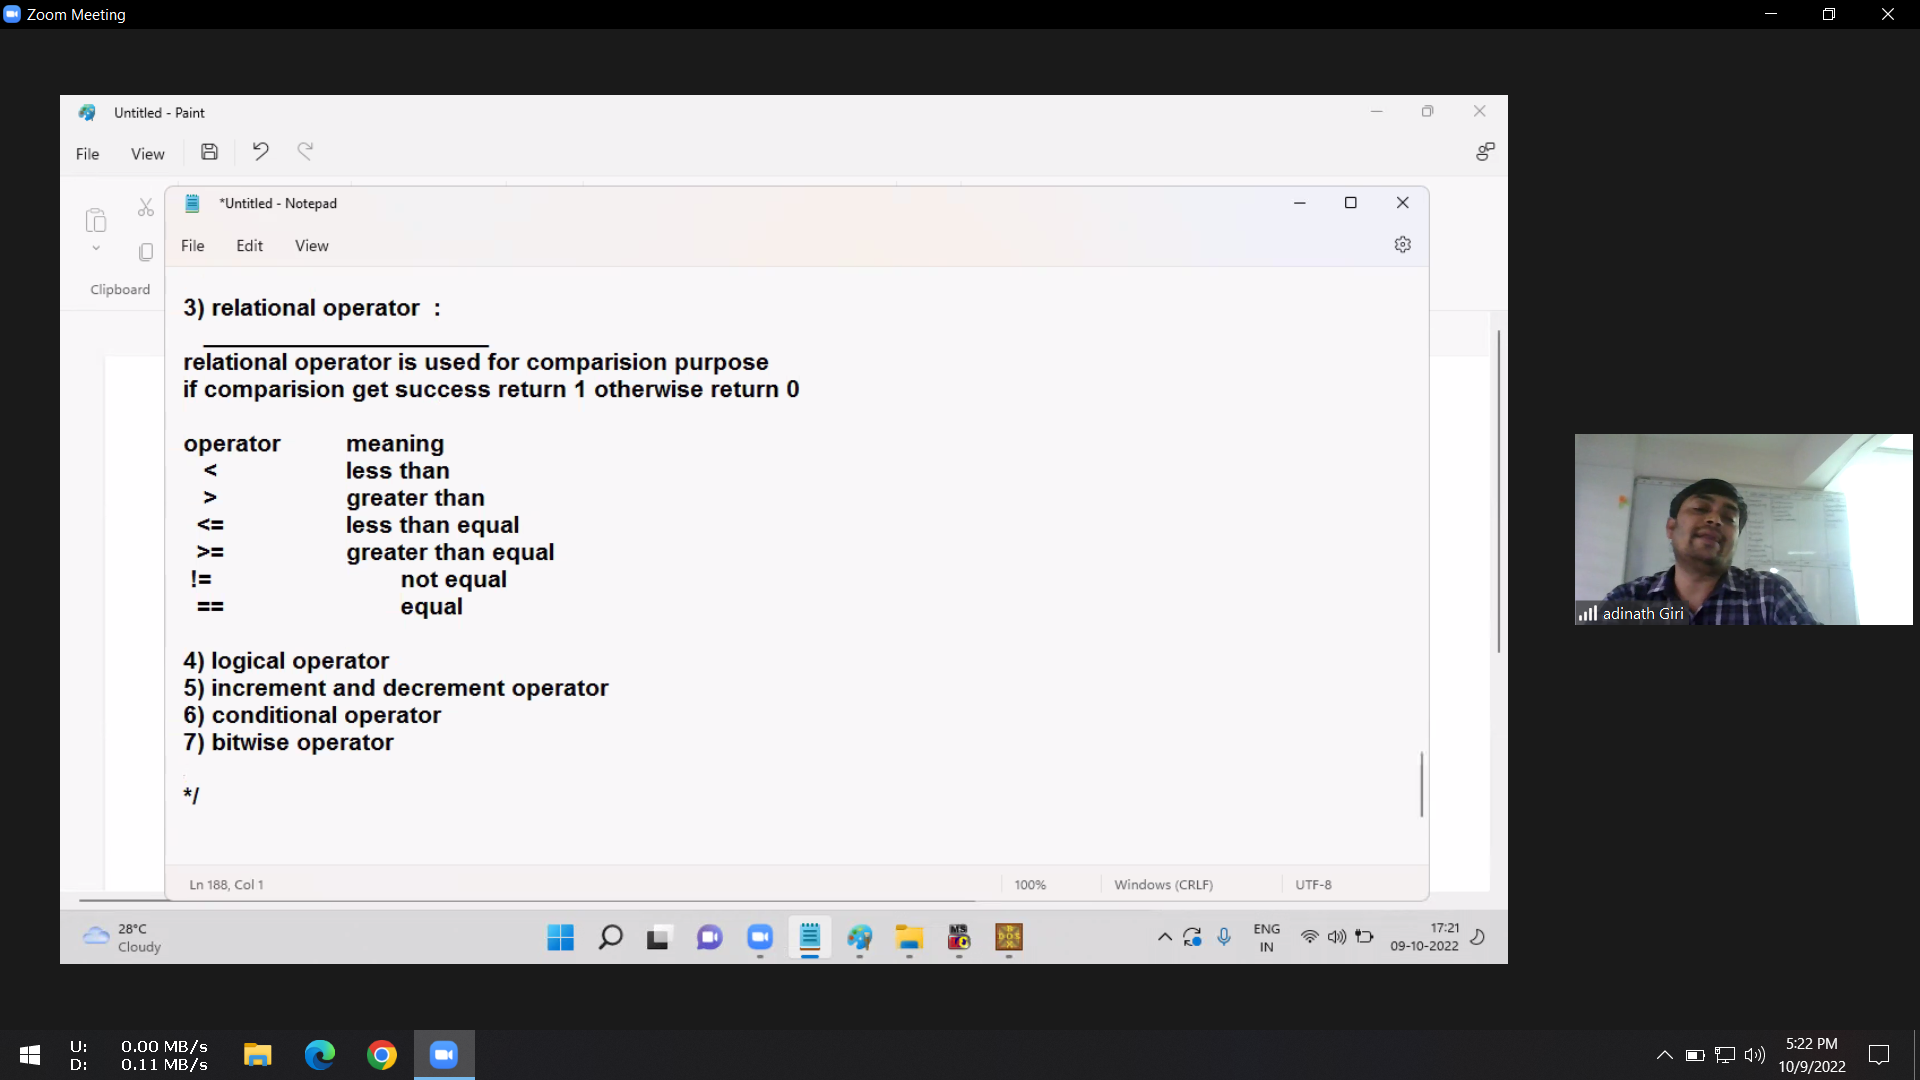 Zoom Meeting
Untitled - Paint
File View
Clipboard
*Untitled - Notepad
File Edit View
3) relational operator :
_____________________
relational operator is used for comparision purpose
if comparision get success return 1 otherwise return 0
operator meaning
< less than
> greater than
<= less than equal
>= greater than equal
!= not equal
== equal
4) logical operator
5) increment and decrement operator
6) conditional operator
7) bitwise operator
*/
Ln 188, Col 1 100% Windows (CRLF) UTF-8
adinath Giri
28°C
Cloudy
MS
DOS
ENG
IN
17:21
09-10-2022
U: 0.00 MB/s
D: 0.11 MB/s
5:22 PM
10/9/2022